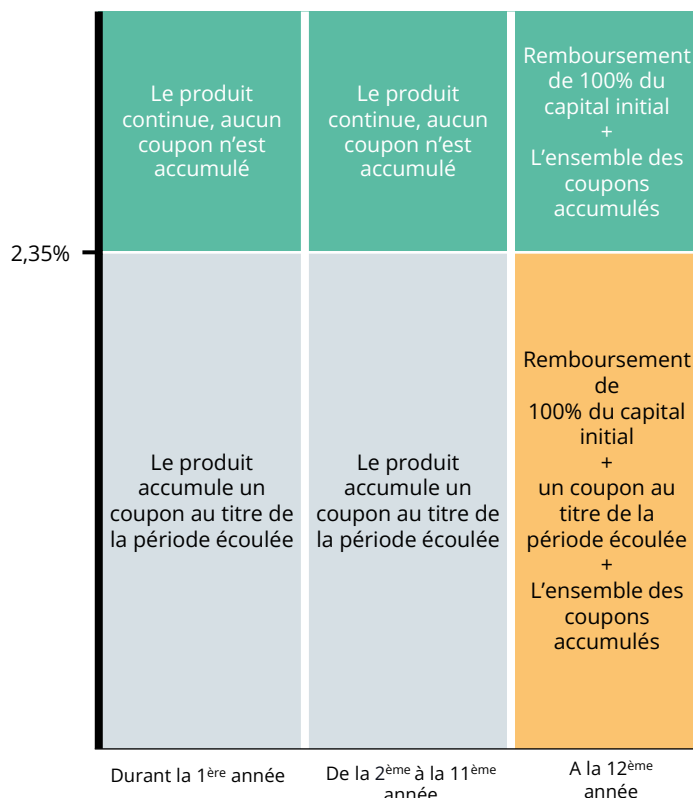 Le produit
continue, aucun
coupon n'est
accumulé
Le produit
continue, aucun
coupon n'est
accumulé
Remboursement
de 100% du
capital initial
+
L'ensemble des
coupons
accumulés
2,35%
Le produit
accumule un
coupon au titre de
la période écoulée
Le produit
accumule un
coupon au titre de
la période écoulée
Remboursement
de
100% du capital
initial
+
un coupon au
titre de la
période écoulée
+
L'ensemble des
coupons
accumulés
Durant la 1ère année
De la 2ème à la 11ème
année
A la 12ème
année